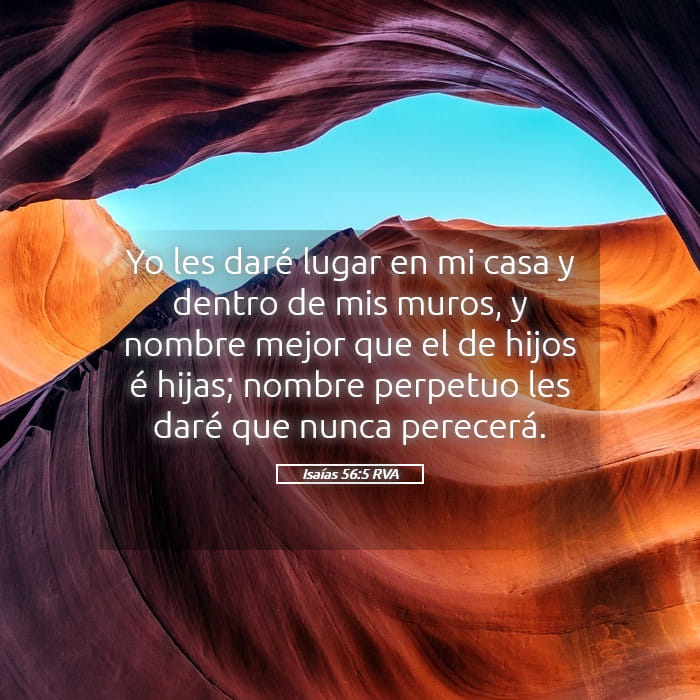 Yo les daré lugar en mi casa y
dentro de mis muros, y
nombre mejor que el de hijos
é hijas; nombre perpetuo les
daré que nunca perecerá.
Isaías 56:5 RVA